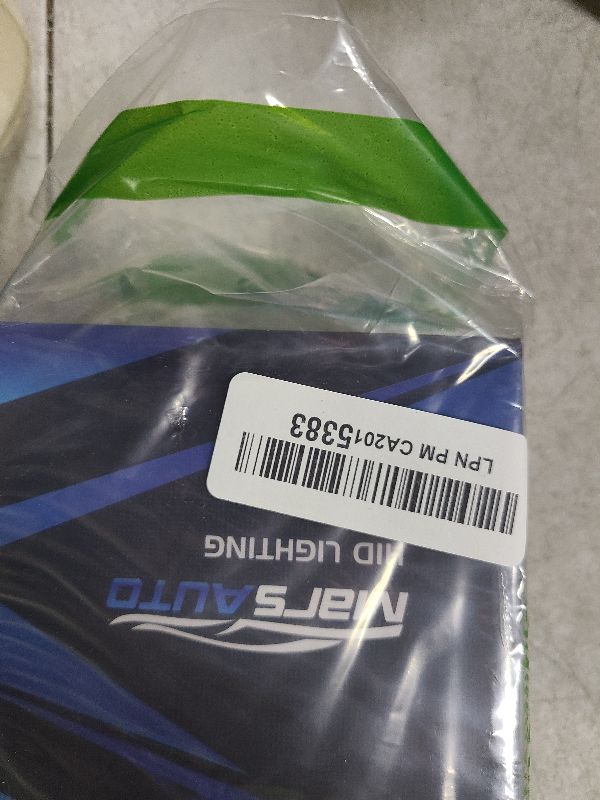 MarsAUTO
HID LIGHTING
LPN PM CA2015383